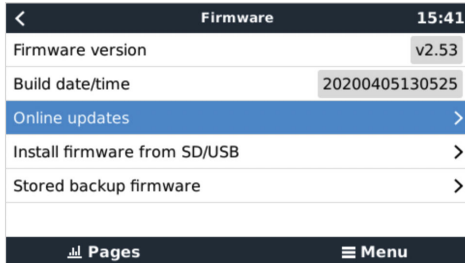 Firmware 15:41
Firmware version v2.53
Build date/time 20200405130525
Online updates
Install firmware from SD/USB
Stored backup firmware
Pages Menu